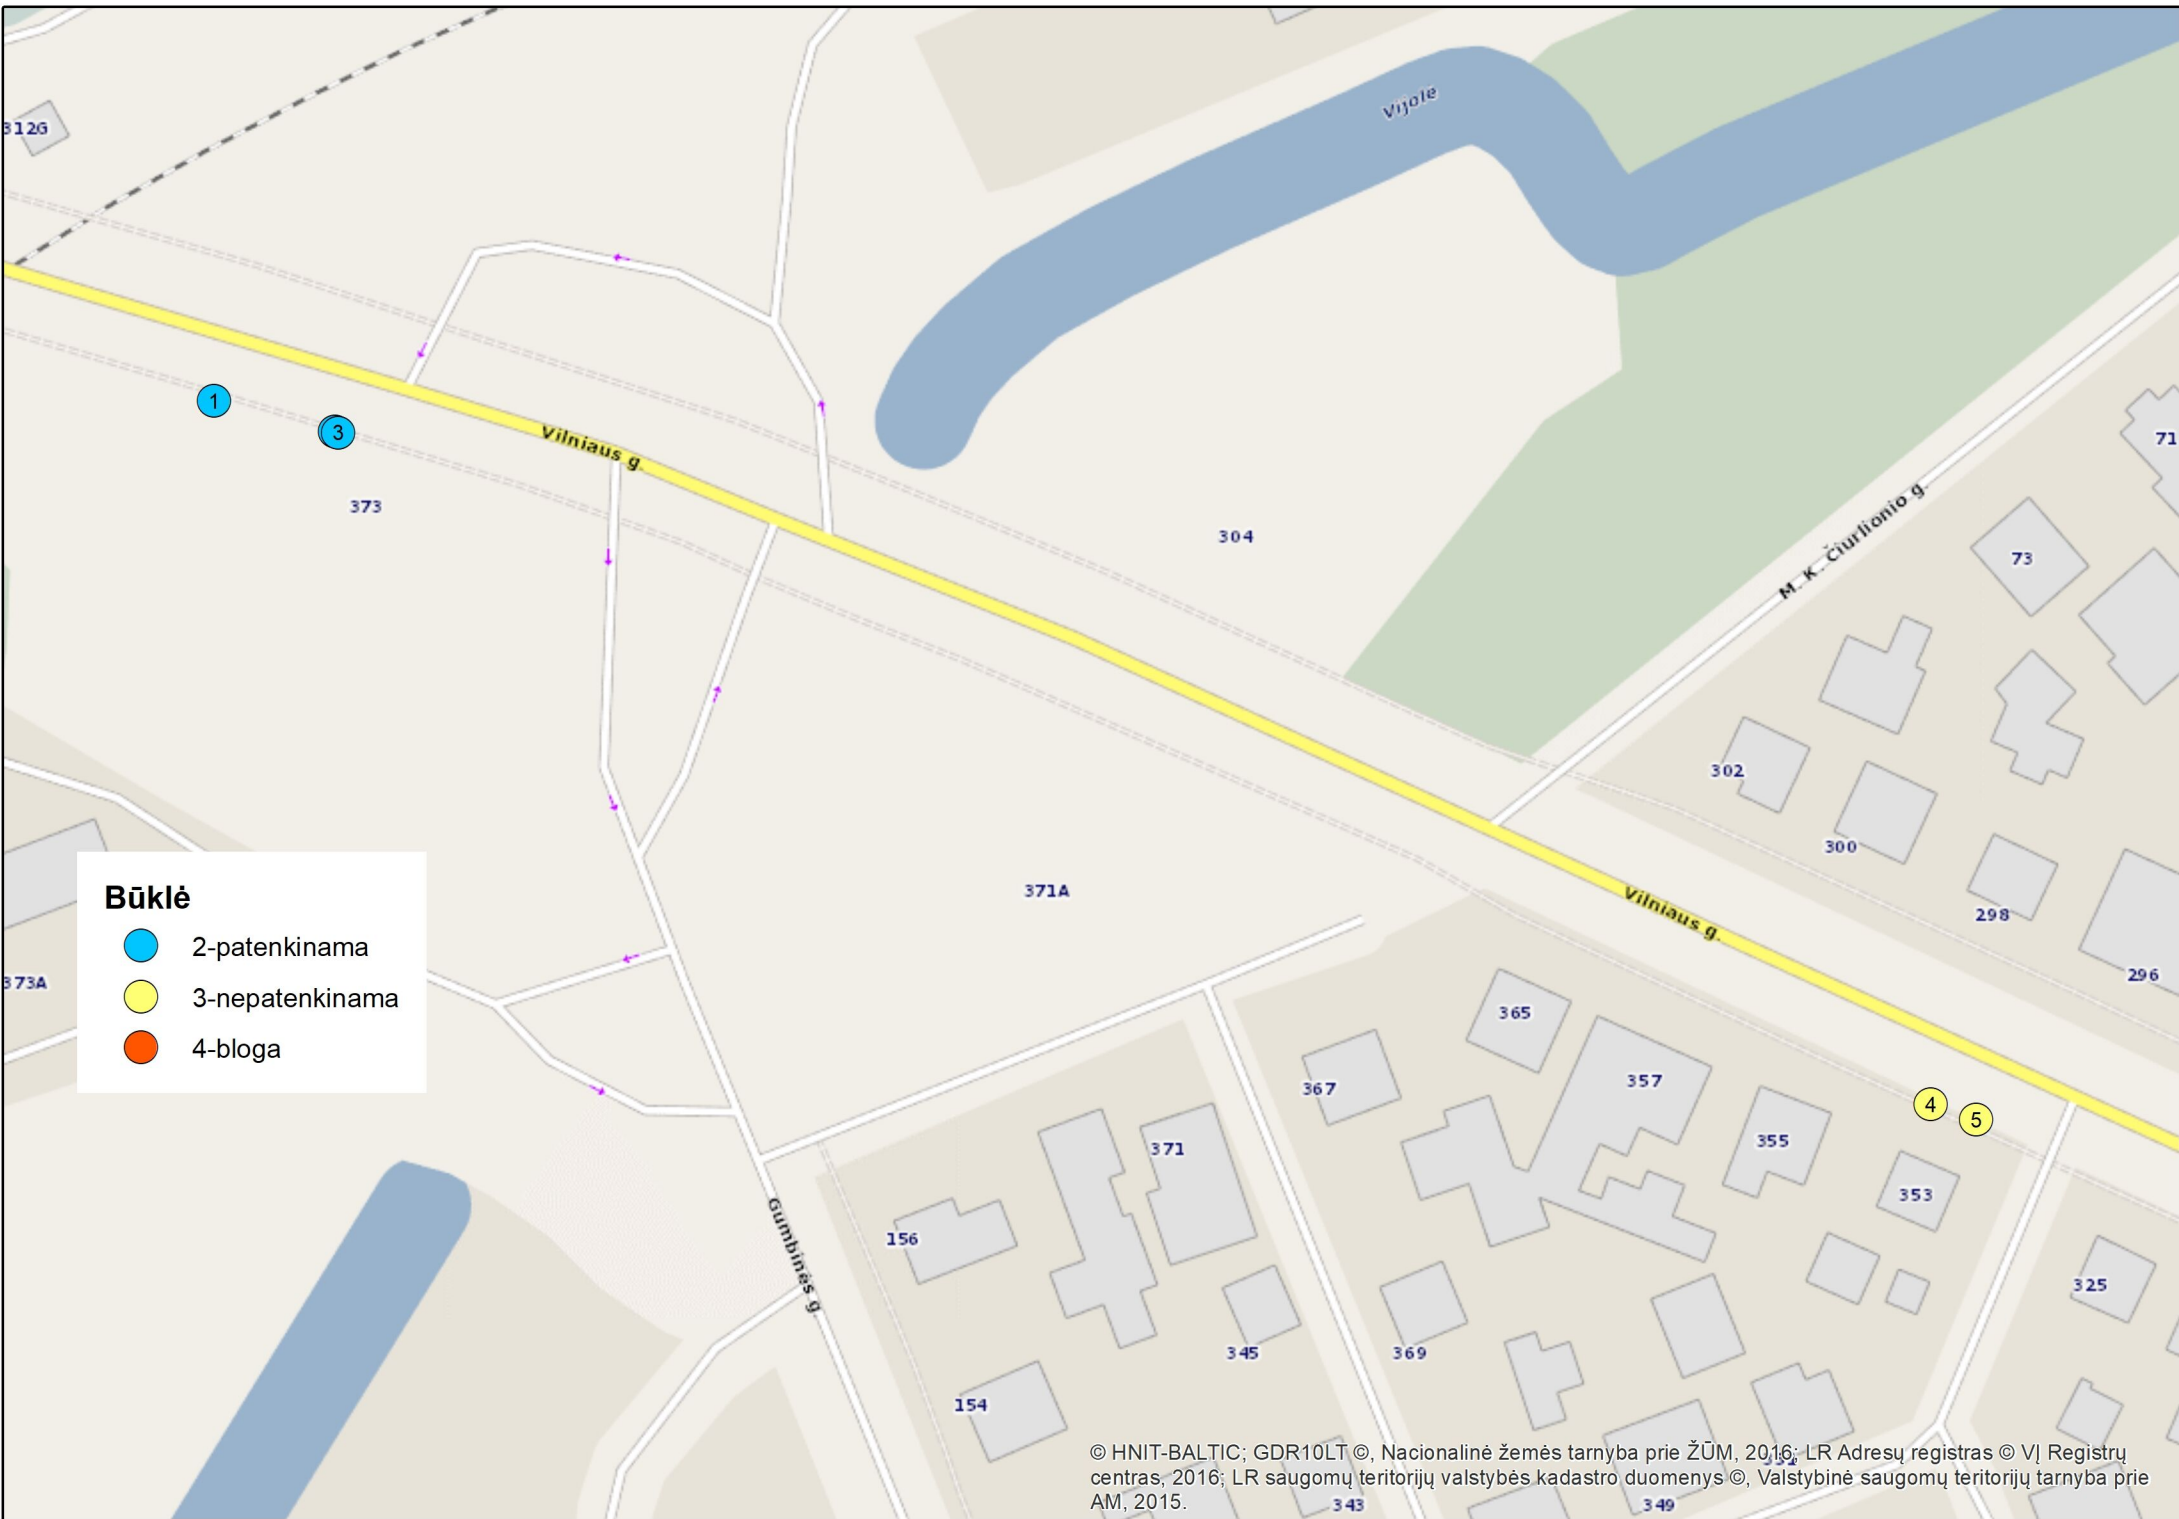 Vijolė
312G
1
3
Vilniaus g.
373
304
M. K. Čiurlionio g.
71
73
302
300
298
296
371A
Vilniaus g.
Būklė
2-patenkinama
3-nepatenkinama
4-bloga
373A
365
367
357
4
5
355
353
371
156
Gumbinės g.
325
345
369
154
343
349
© HNIT-BALTIC; GDR10LT ©, Nacionalinė žemės tarnyba prie ŽŪM, 2016; LR Adresų registras © VĮ Registrų
centras, 2016; LR saugomų teritorijų valstybės kadastro duomenys ©, Valstybinė saugomų teritorijų tarnyba prie
AM, 2015.